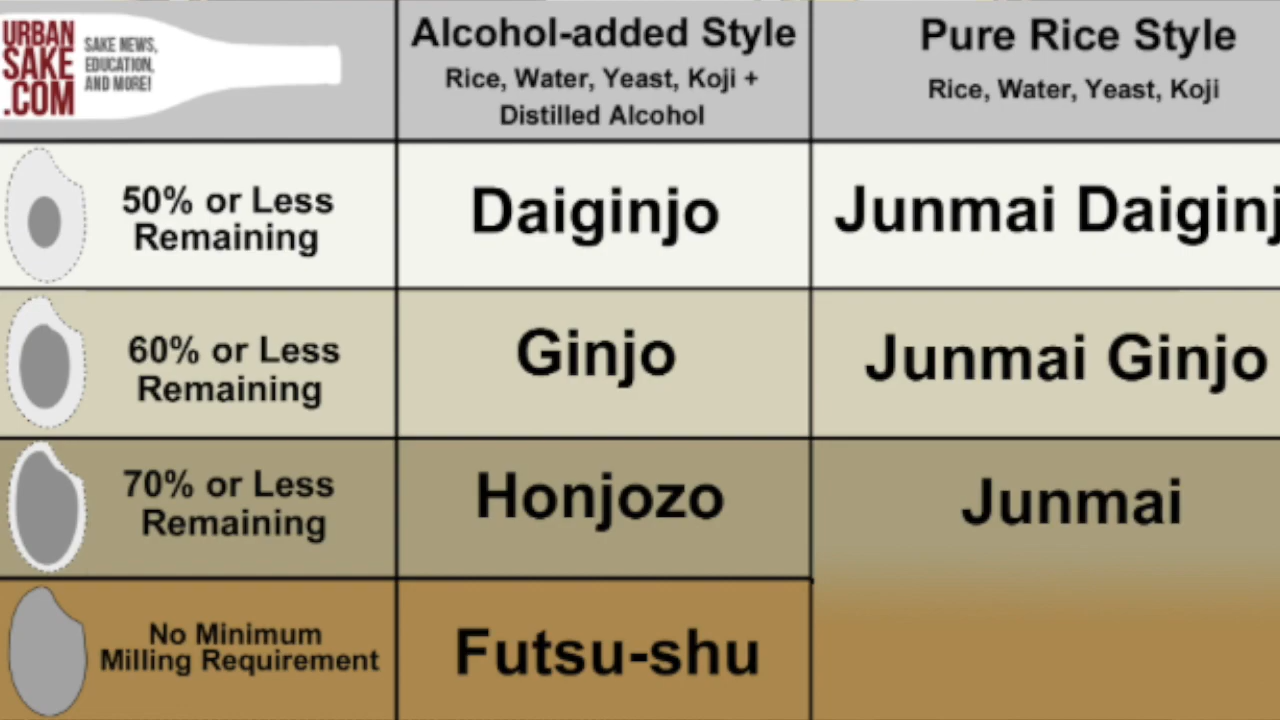 URBAN
SAKE
.COM
SAKE NEWS,
EDUCATION,
AND MORE!
Alcohol-added Style
Rice, Water, Yeast, Koji +
Distilled Alcohol
Pure Rice Style
Rice, Water, Yeast, Koji
50% or Less
Remaining
Daiginjo
Junmai Daiginj
60% or Less
Remaining
Ginjo
Junmai Ginjo
70% or Less
Remaining
Honjozo
Junmai
No Minimum
Milling Requirement
Futsu-shu